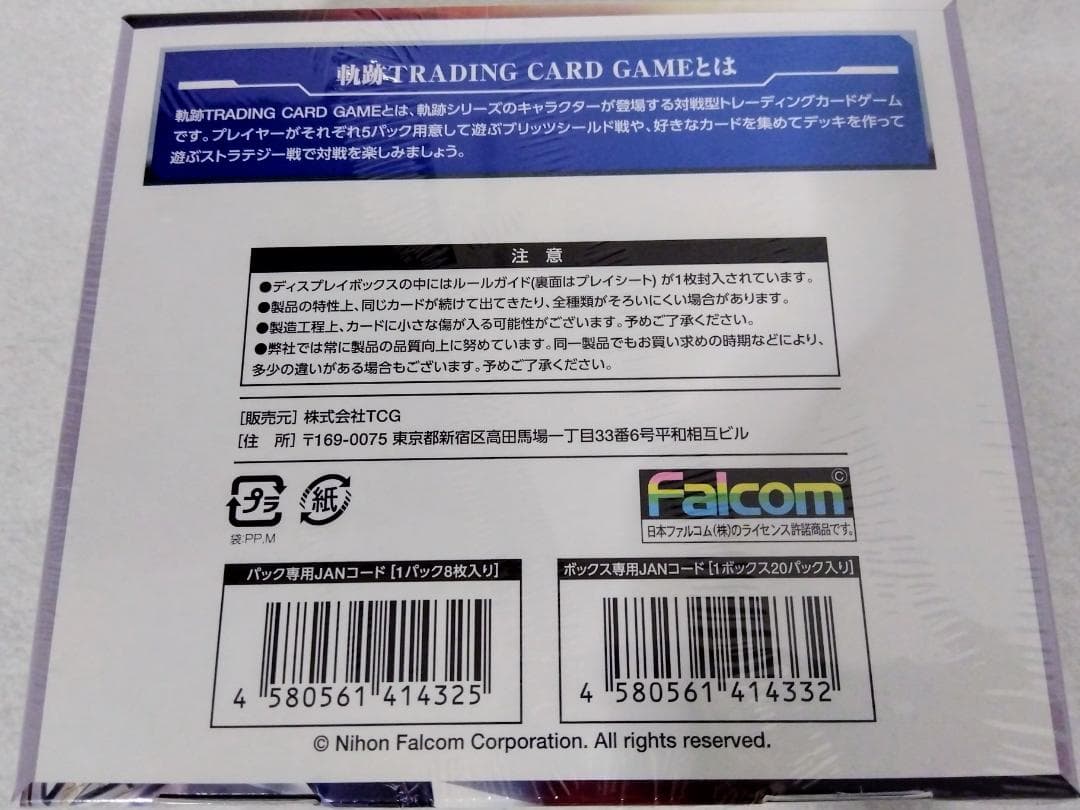 軌跡TRADING CARD GAMEとは
軌跡TRADING CARD GAMEとは、軌跡シリーズのキャラクターが登場する対戦型トレーディングカードゲーム
です。プレイヤーがそれぞれ5パック用意して遊ぶブリッツシールド戦や、好きなカードを集めてデッキを作って
遊ぶストラテジー戦で対戦を楽しみましょう。
注 意
●ディスプレイボックスの中にはルールガイド(裏面はプレイシート) が1枚封入されています。
●製品の特性上、同じカードが続けて出てきたり、全種類がそろいにくい場合があります。
●製造工程上、カードに小さな傷が入る可能性がございます。予めご了承ください。
●弊社では常に製品の品質向上に努めています。同一製品でもお買い求めの時期などにより、
多少の違いがある場合もございます。予めご了承ください。
[販売元] 株式会社TCG
[住 所] 〒169-0075 東京都新宿区高田馬場一丁目33番6号平和相互ビル
プラ 紙
袋:PP,M
Falcom ©
日本ファルコム(株)のライセンス許諾商品です。
パック専用JANコード [1パック8枚入り]
4 580561 414325
ボックス専用JANコード [1ボックス20パック入り]
4 580561 414332
© Nihon Falcom Corporation. All rights reserved.